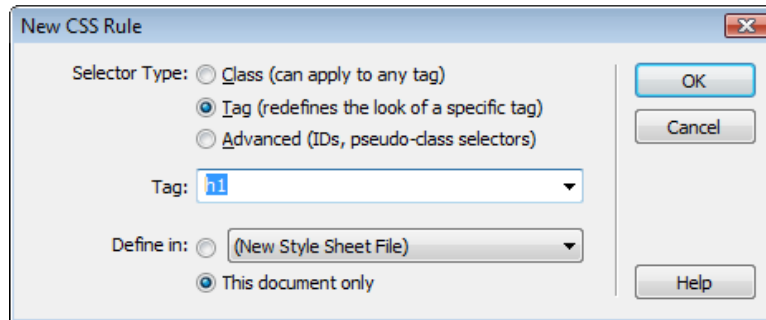 New CSS Rule
Selector Type: Class (can apply to any tag)
Tag (redefines the look of a specific tag)
Advanced (IDs, pseudo-class selectors)
Tag: h1
Define in: (New Style Sheet File)
This document only
OK
Cancel
Help